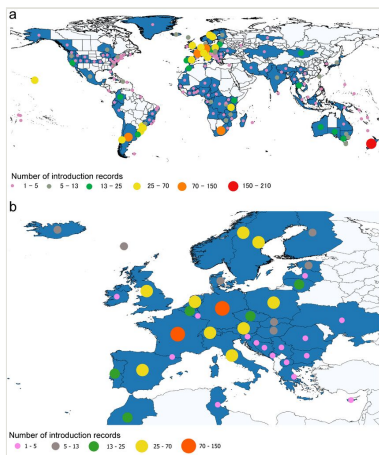 a
Number of introduction records
1 - 5 5 - 13 13 - 25 25 - 70 70 - 150 150 - 210
b
Number of introduction records
1 - 5 5 - 13 13 - 25 25 - 70 70 - 150